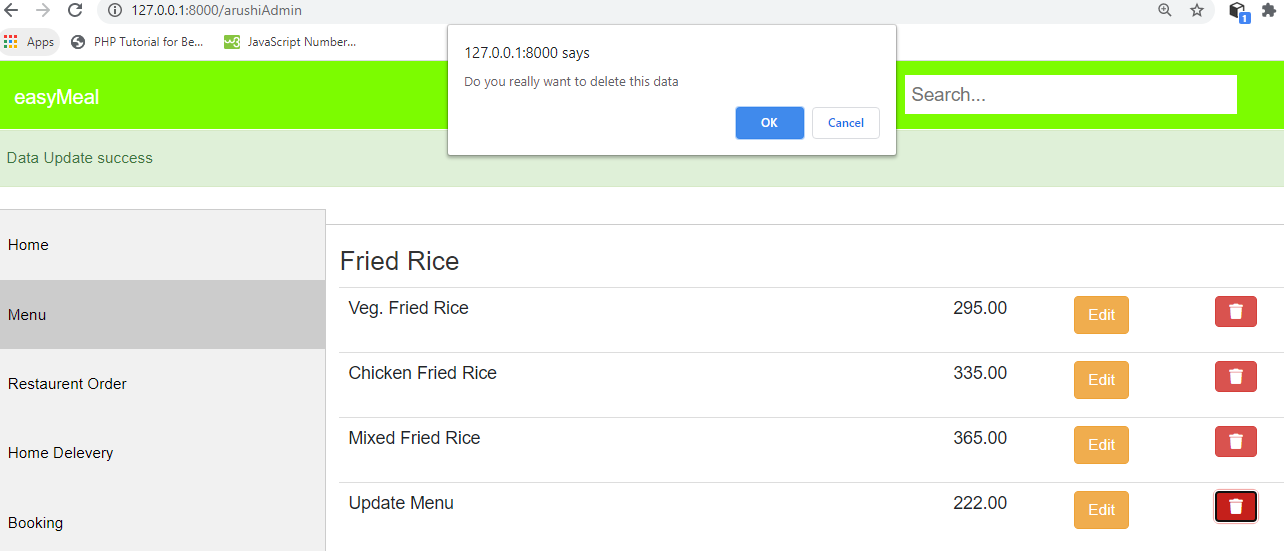 127.0.0.1:8000/arushiAdmin
1
Apps PHP Tutorial for Be... JavaScript Number...
127.0.0.1:8000 says
Do you really want to delete this data
OK Cancel
easyMeal Search...
Data Update success
Home
Menu
Restaurent Order
Home Delevery
Booking
Fried Rice
Veg. Fried Rice 295.00 Edit
Chicken Fried Rice 335.00 Edit
Mixed Fried Rice 365.00 Edit
Update Menu 222.00 Edit